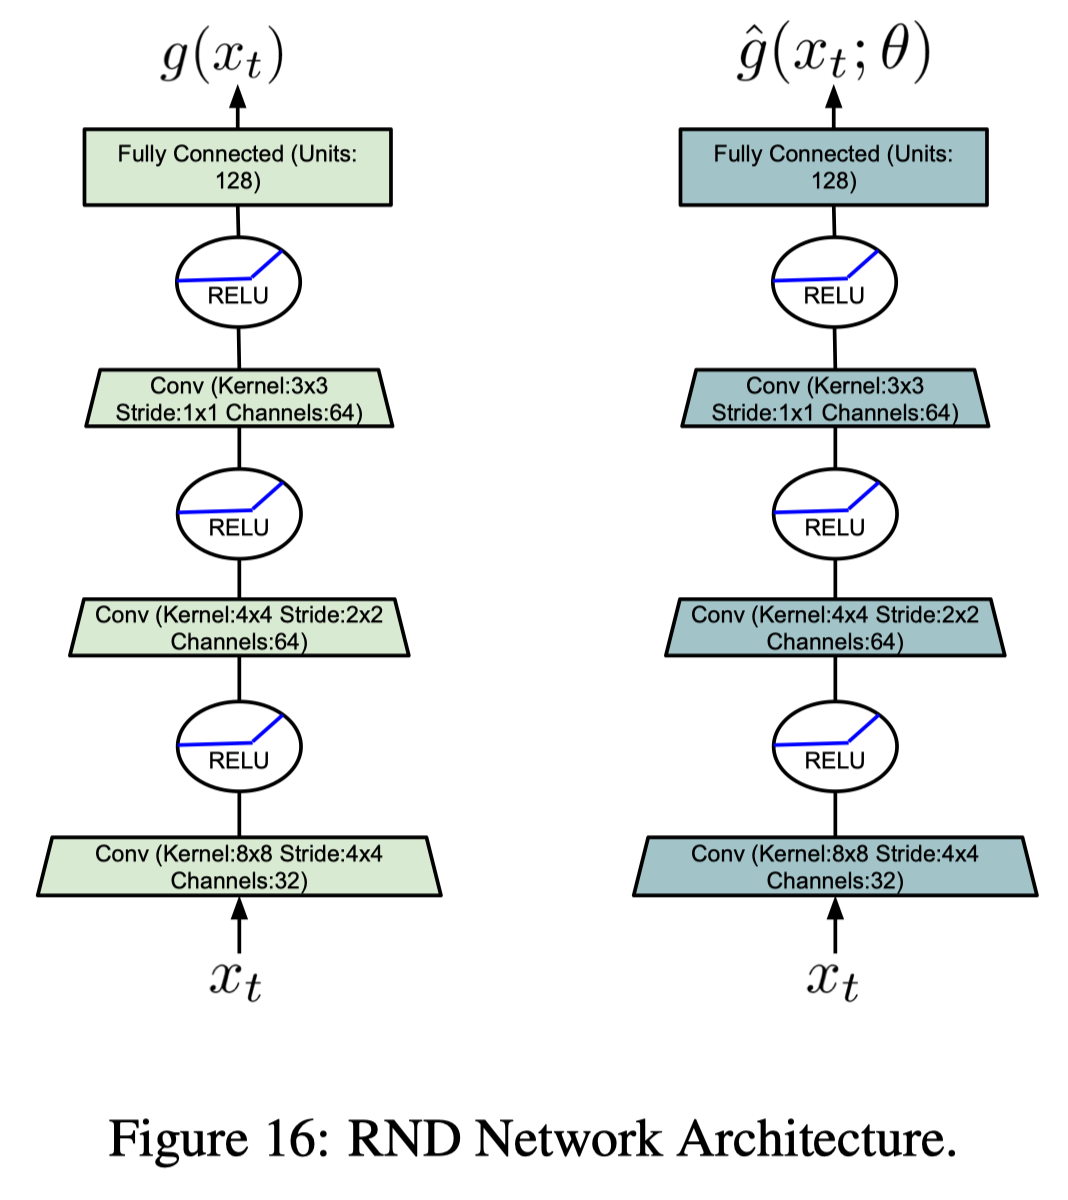 g(x_t)
Fully Connected (Units:
128)
RELU
Conv (Kernel:3x3
Stride:1x1 Channels:64)
RELU
Conv (Kernel:4x4 Stride:2x2
Channels:64)
RELU
Conv (Kernel:8x8 Stride:4x4
Channels:32)
x_t
ĝ(x_t; θ)
Fully Connected (Units:
128)
RELU
Conv (Kernel:3x3
Stride:1x1 Channels:64)
RELU
Conv (Kernel:4x4 Stride:2x2
Channels:64)
RELU
Conv (Kernel:8x8 Stride:4x4
Channels:32)
x_t
Figure 16: RND Network Architecture.